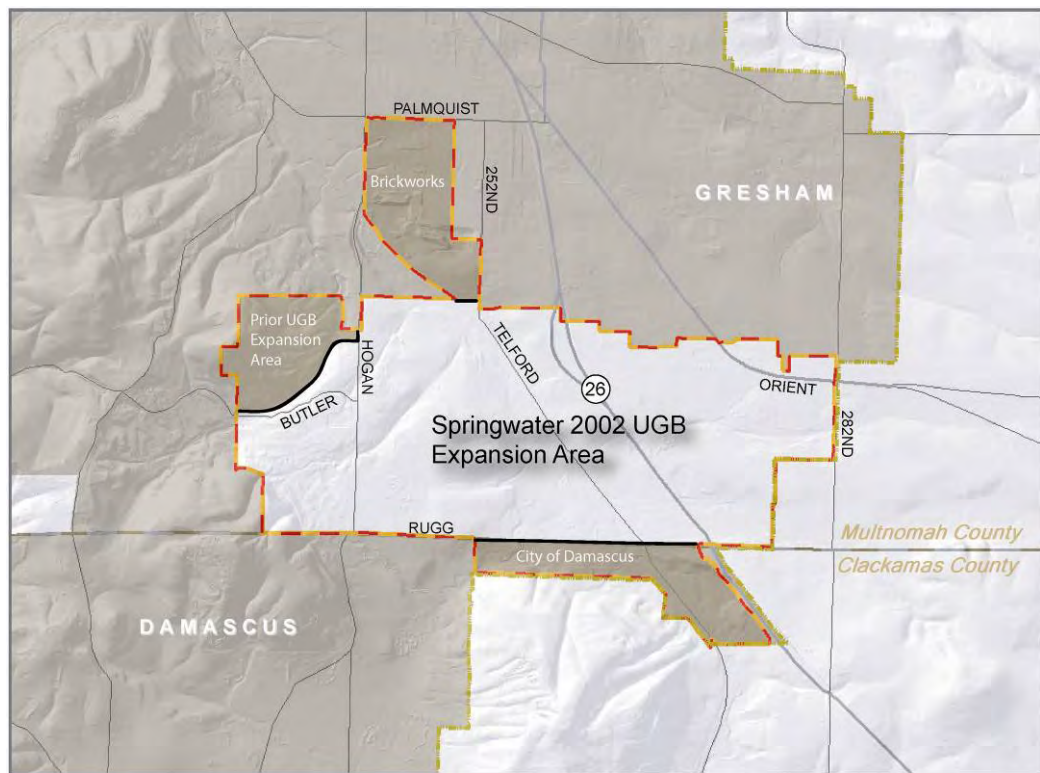 PALMQUIST
Brickworks
252ND
GRESHAM
Prior UGB
Expansion
Area
HOGAN
TELFORD
26
ORIENT
BUTLER
Springwater 2002 UGB
Expansion Area
282ND
RUGG
Multnomah County
City of Damascus
Clackamas County
DAMASCUS